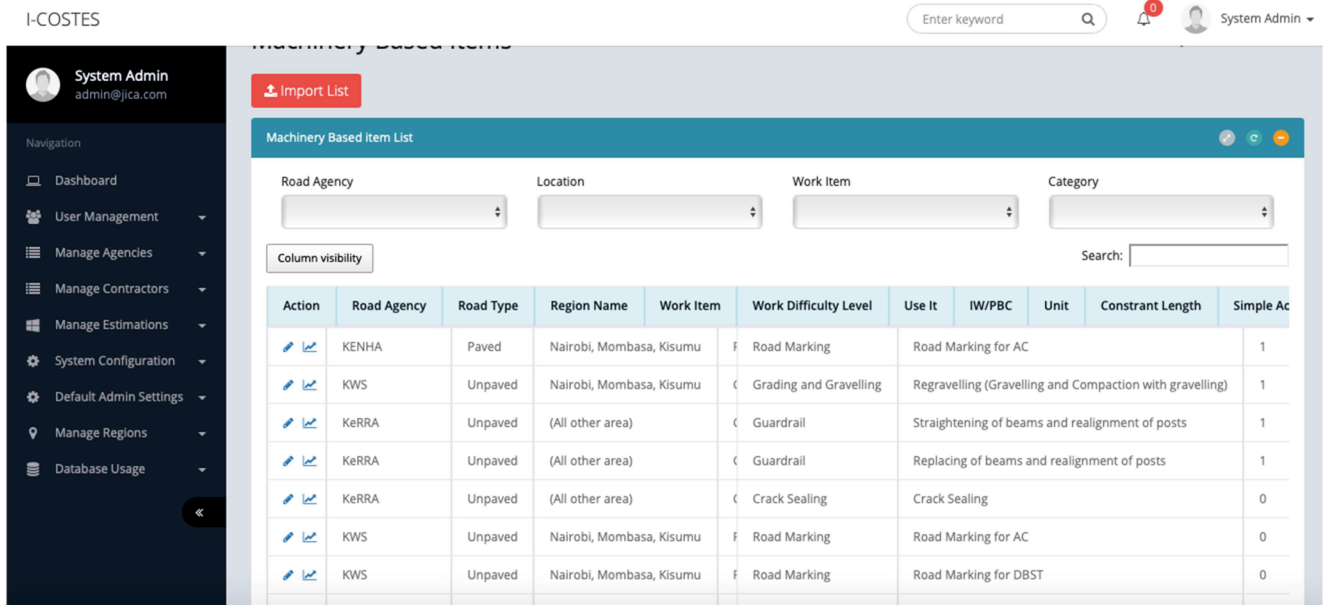 I-COSTES
Enter keyword
0
System Admin
Machinery Based Items
System Admin
admin@jica.com
Import List
Navigation
Dashboard
User Management
Manage Agencies
Manage Contractors
Manage Estimations
System Configuration
Default Admin Settings
Manage Regions
Database Usage
Machinery Based item List
Road Agency Location Work Item Category
Column visibility Search:
Action Road Agency Road Type Region Name Work Item Work Difficulty Level Use It IW/PBC Unit Constrant Length Simple Ac
KENHA Paved Nairobi, Mombasa, Kisumu Road Marking Road Marking for AC 1
KWS Unpaved Nairobi, Mombasa, Kisumu Grading and Gravelling Regravelling (Gravelling and Compaction with gravelling) 1
KeRRA Unpaved (All other area) Guardrail Straightening of beams and realignment of posts 1
KeRRA Unpaved (All other area) Guardrail Replacing of beams and realignment of posts 1
KeRRA Unpaved (All other area) Crack Sealing Crack Sealing 0
KWS Unpaved Nairobi, Mombasa, Kisumu Road Marking Road Marking for AC 0
KWS Unpaved Nairobi, Mombasa, Kisumu Road Marking Road Marking for DBST 0